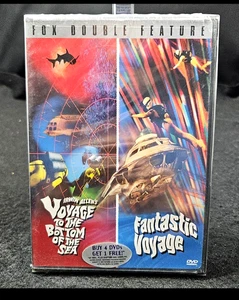 FOX DOUBLE FEATURE
IRWIN ALLEN'S
VOYAGE
TO THE
BOTTOM
OF THE
SEA
Fantastic
Voyage
BUY 4 DVDs
GET 1 FREE!
DVD